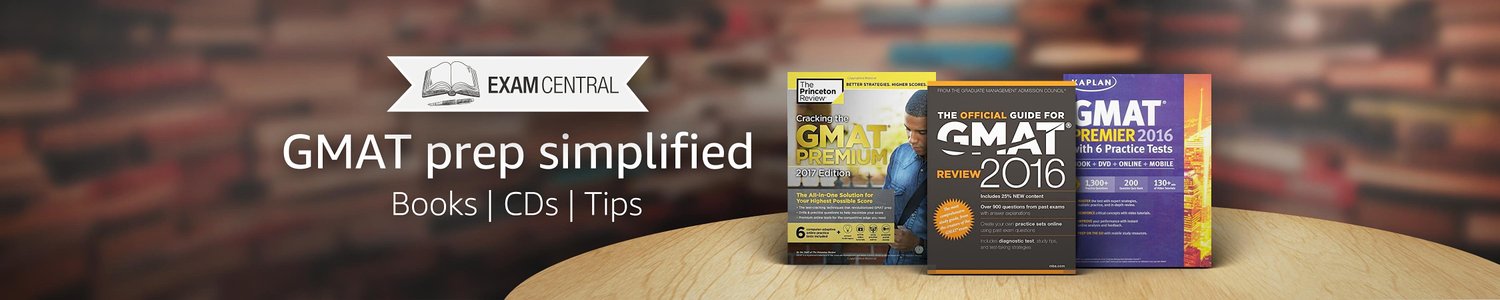 EXAM CENTRAL
GMAT prep simplified
Books | CDs | Tips
The
Princeton
Review
BETTER STRATEGIES. HIGHER SCORES.
Cracking the
GMAT
PREMIUM
2017 Edition
The All-In-One Solution for
Your Highest Possible Score
6
FROM THE GRADUATE MANAGEMENT ADMISSION COUNCIL®
THE OFFICIAL GUIDE FOR
GMAT®
REVIEW 2016
Includes 25% NEW content
Over 900 questions from past exams
with answer explanations
Create your own practice sets online
using past exam questions
Includes diagnostic test, study tips,
and test-taking strategies
KAPLAN
GMAT®
PREMIER 2016
with 6 Practice Tests
BOOK + DVD + ONLINE + MOBILE
1,300+
200
130+